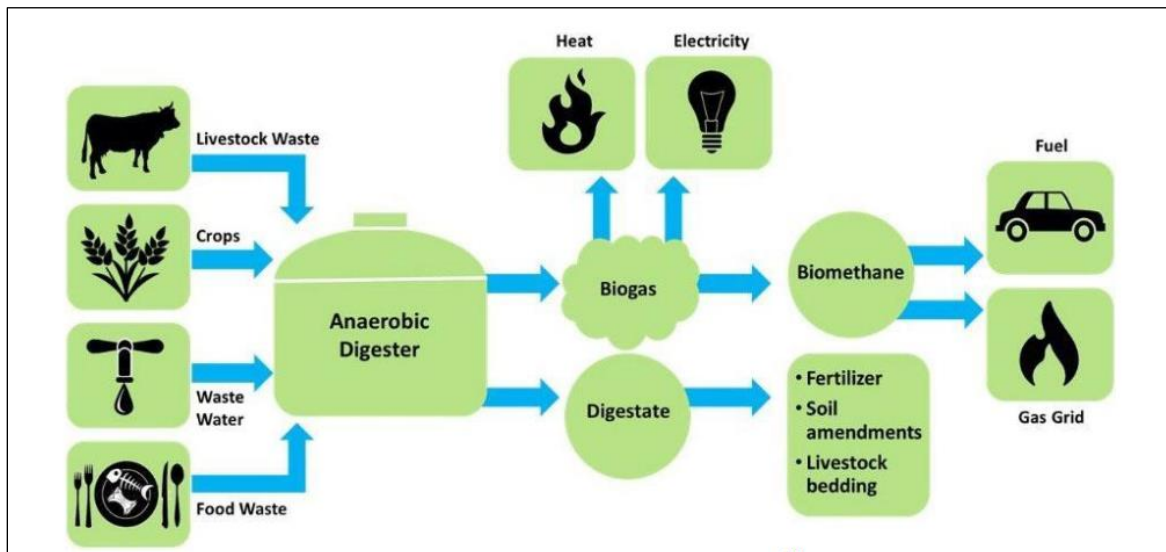 Heat
Electricity
Livestock Waste
Crops
Waste
Water
Food Waste
Anaerobic
Digester
Biogas
Digestate
Biomethane
• Fertilizer
• Soil
amendments
• Livestock
bedding
Fuel
Gas Grid